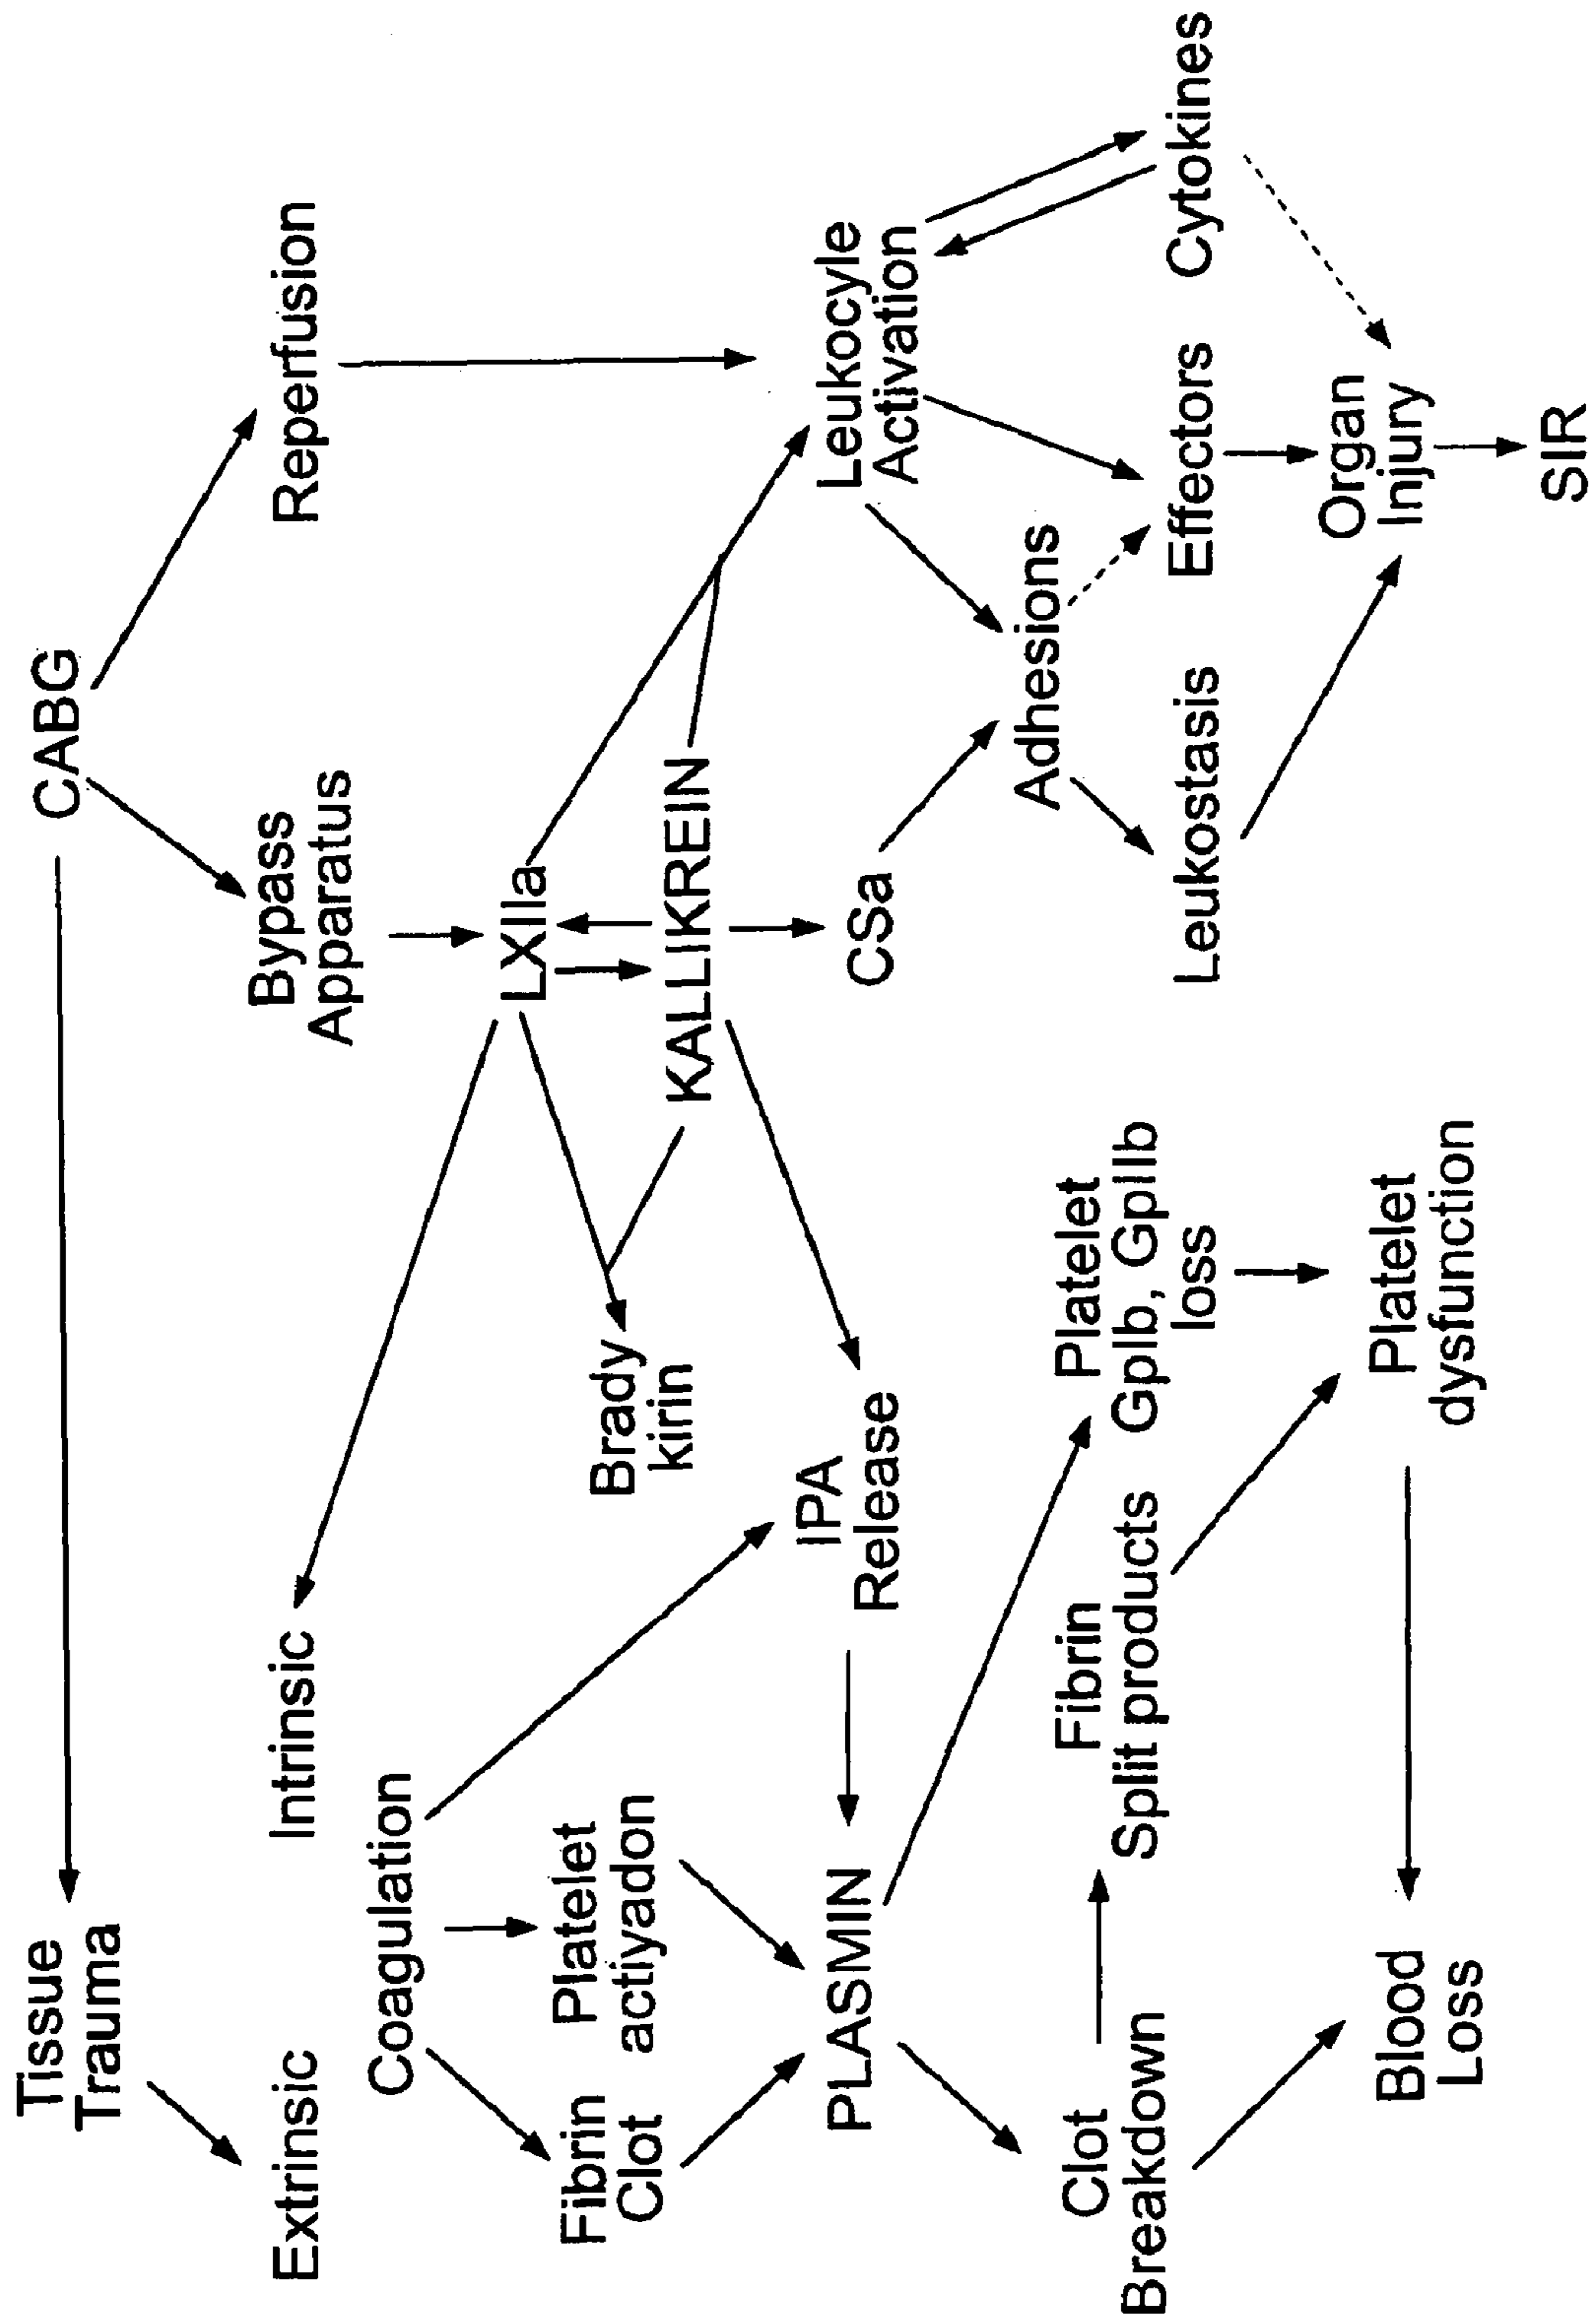 CABG
Tissue
Trauma
Bypass
Apparatus
Reperfusion
Extrinsic
Intrinsic
Coagulation
LXIIa
Fibrin
Clot
Platelet
actiyadon
Brady
kirin
KALLIKREIN
PLASMIN
IPA
Release
CSa
Leukocyle
Activation
Adhesions
Clot
Breakdown
Fibrin
Split products
Platelet
Gplb, Gpllb
loss
Leukostasis
Effectors
Cytokines
Blood
Loss
Platelet
dysfunction
Organ
Injury
SIR